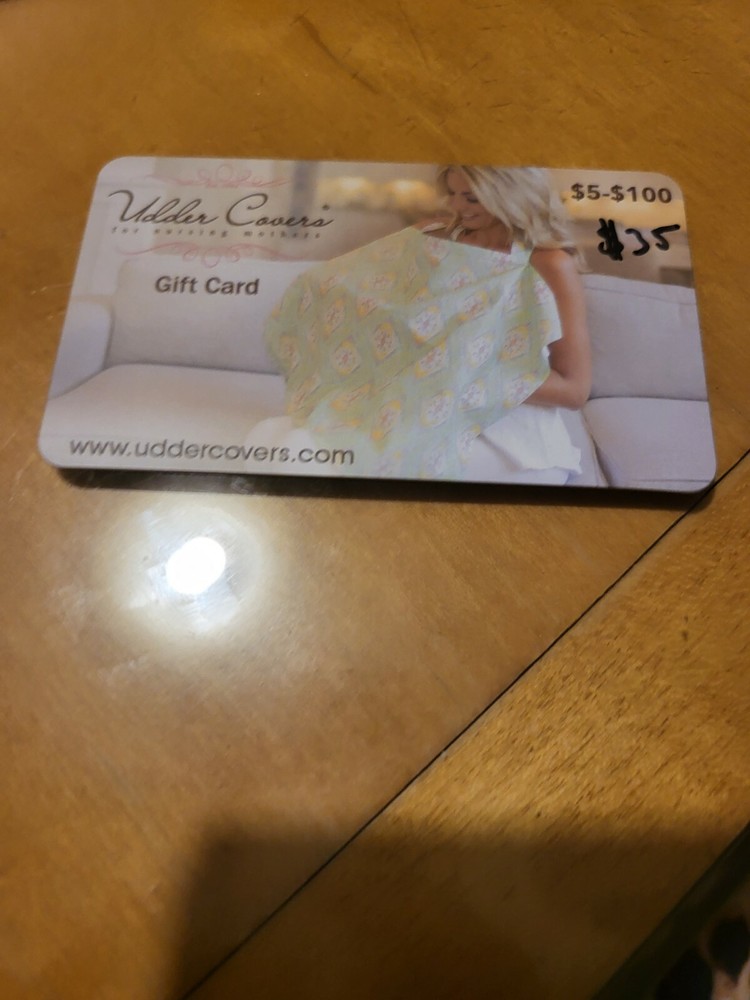 Udder Covers®
for nursing mothers
Gift Card
$5-$100
$35
www.uddercovers.com